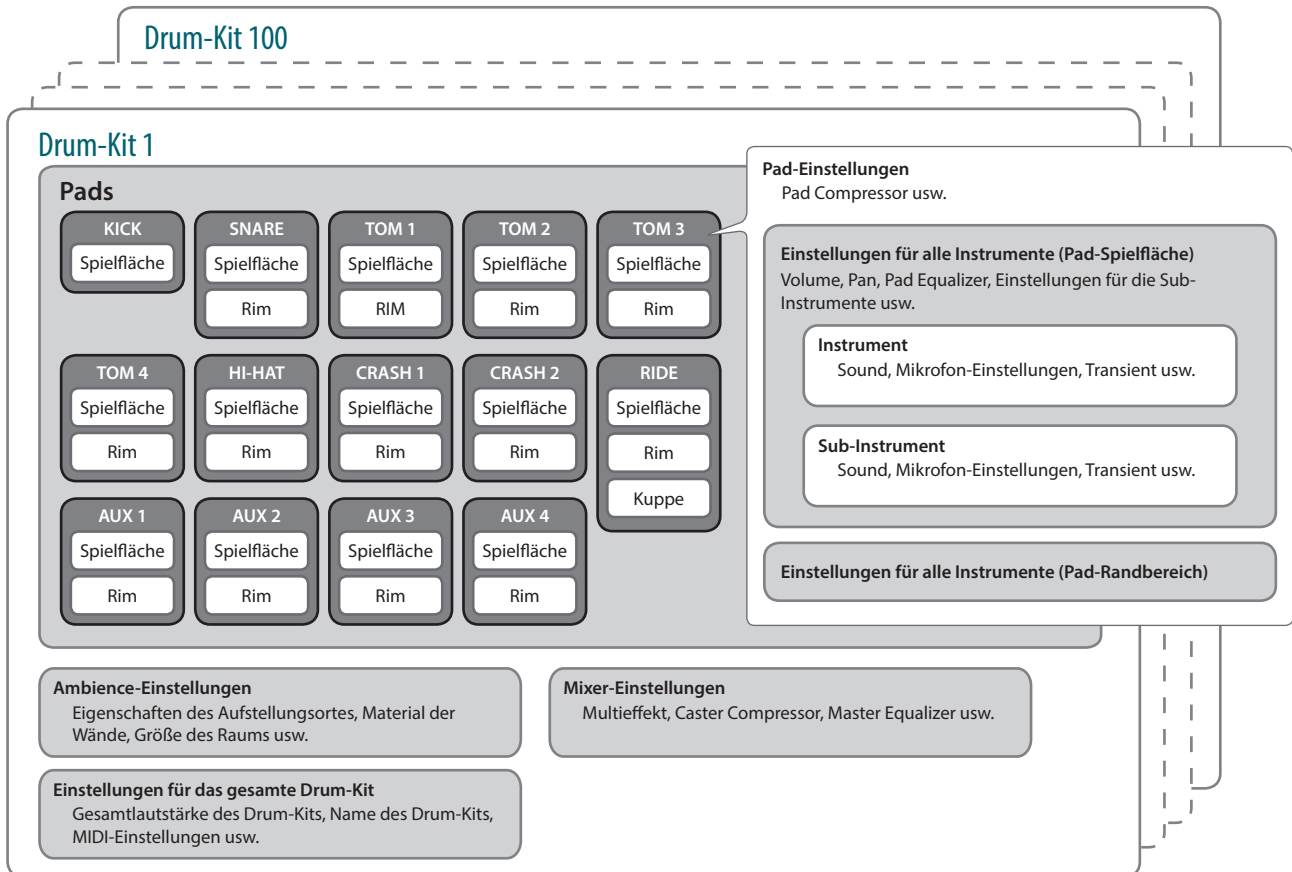 Drum-Kit 100
Drum-Kit 1
Pads
KICK
Spielfläche
SNARE
Spielfläche
Rim
TOM 1
Spielfläche
RIM
TOM 2
Spielfläche
Rim
TOM 3
Spielfläche
Rim
TOM 4
Spielfläche
Rim
HI-HAT
Spielfläche
Rim
CRASH 1
Spielfläche
Rim
CRASH 2
Spielfläche
Rim
RIDE
Spielfläche
Rim
Kuppe
AUX 1
Spielfläche
Rim
AUX 2
Spielfläche
Rim
AUX 3
Spielfläche
Rim
AUX 4
Spielfläche
Rim
Pad-Einstellungen
Pad Compressor usw.
Einstellungen für alle Instrumente (Pad-Spielfläche)
Volume, Pan, Pad Equalizer, Einstellungen für die Sub-
Instrumente usw.
Instrument
Sound, Mikrofon-Einstellungen, Transient usw.
Sub-Instrument
Sound, Mikrofon-Einstellungen, Transient usw.
Einstellungen für alle Instrumente (Pad-Randbereich)
Ambience-Einstellungen
Eigenschaften des Aufstellungsortes, Material der
Wände, Größe des Raums usw.
Mixer-Einstellungen
Multieffekt, Caster Compressor, Master Equalizer usw.
Einstellungen für das gesamte Drum-Kit
Gesamtlautstärke des Drum-Kits, Name des Drum-Kits,
MIDI-Einstellungen usw.